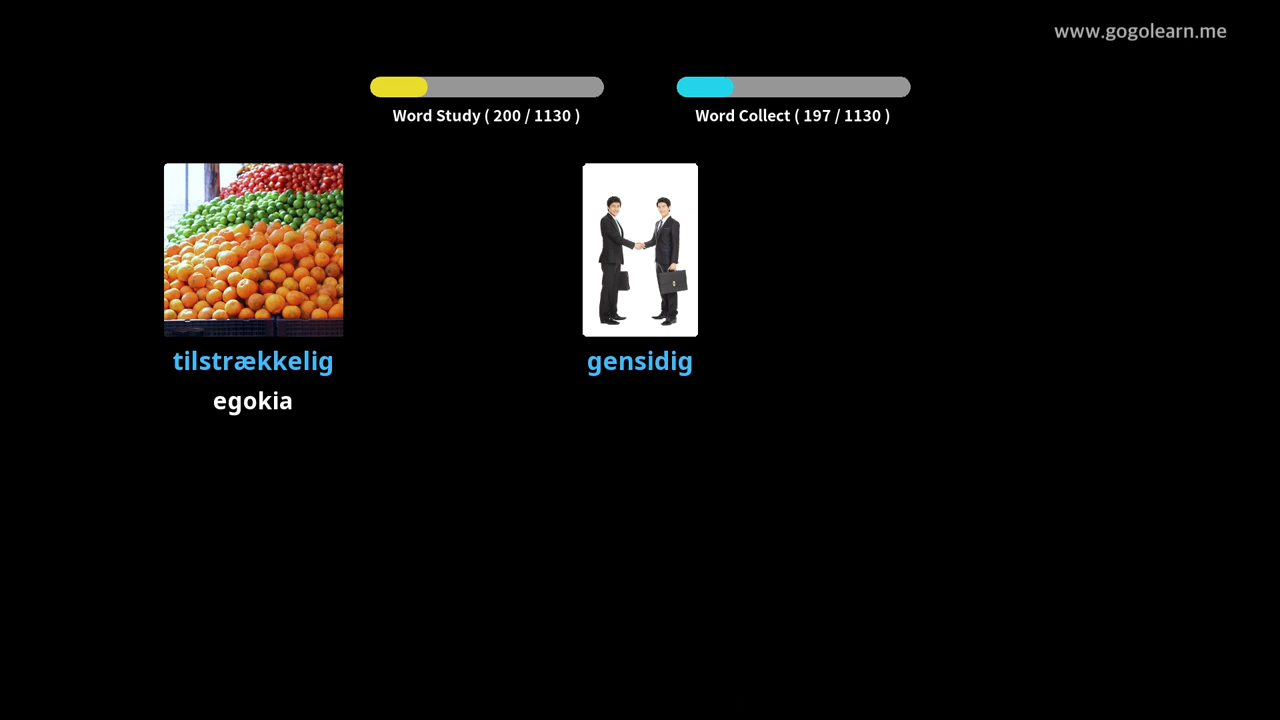 www.gogolearn.me
Word Study ( 200 / 1130 )
Word Collect ( 197 / 1130 )
tilstrækkelig
gensidig
egokia